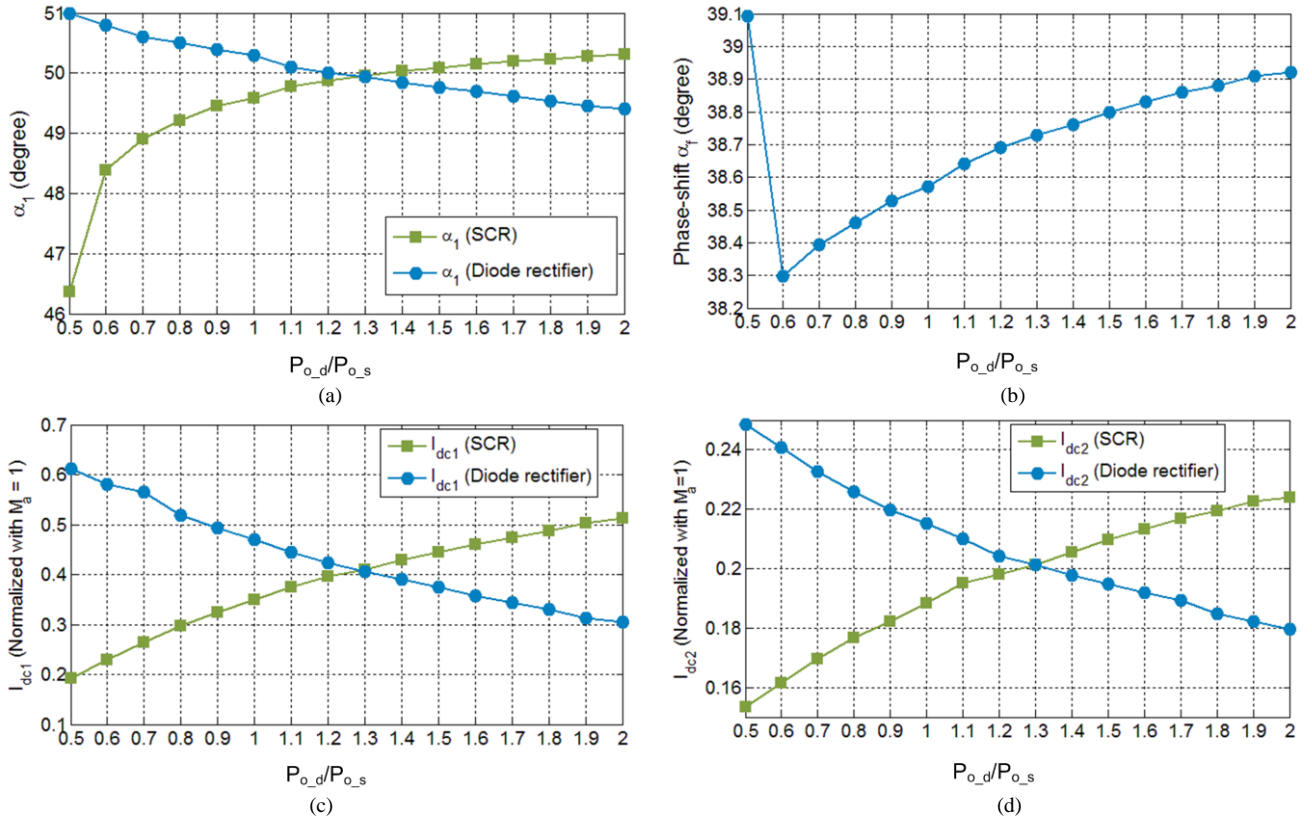 51
50
49
48
47
46
α1 (degree)
α1 (SCR)
α1 (Diode rectifier)
0.5 0.6 0.7 0.8 0.9 1 1.1 1.2 1.3 1.4 1.5 1.6 1.7 1.8 1.9 2
Po_d/Po_s
(a)
39.1
39
38.9
38.8
38.7
38.6
38.5
38.4
38.3
38.2
Phase-shift αf (degree)
0.5 0.6 0.7 0.8 0.9 1 1.1 1.2 1.3 1.4 1.5 1.6 1.7 1.8 1.9 2
Po_d/Po_s
(b)
0.7
0.6
0.5
0.4
0.3
0.2
0.1
Idc1 (Normalized with Ma = 1)
Idc1 (SCR)
Idc1 (Diode rectifier)
0.5 0.6 0.7 0.8 0.9 1 1.1 1.2 1.3 1.4 1.5 1.6 1.7 1.8 1.9 2
Po_d/Po_s
(c)
0.24
0.22
0.2
0.18
0.16
Idc2 (Normalized with Ma=1)
Idc2 (SCR)
Idc2 (Diode rectifier)
0.5 0.6 0.7 0.8 0.9 1 1.1 1.2 1.3 1.4 1.5 1.6 1.7 1.8 1.9 2
Po_d/Po_s
(d)